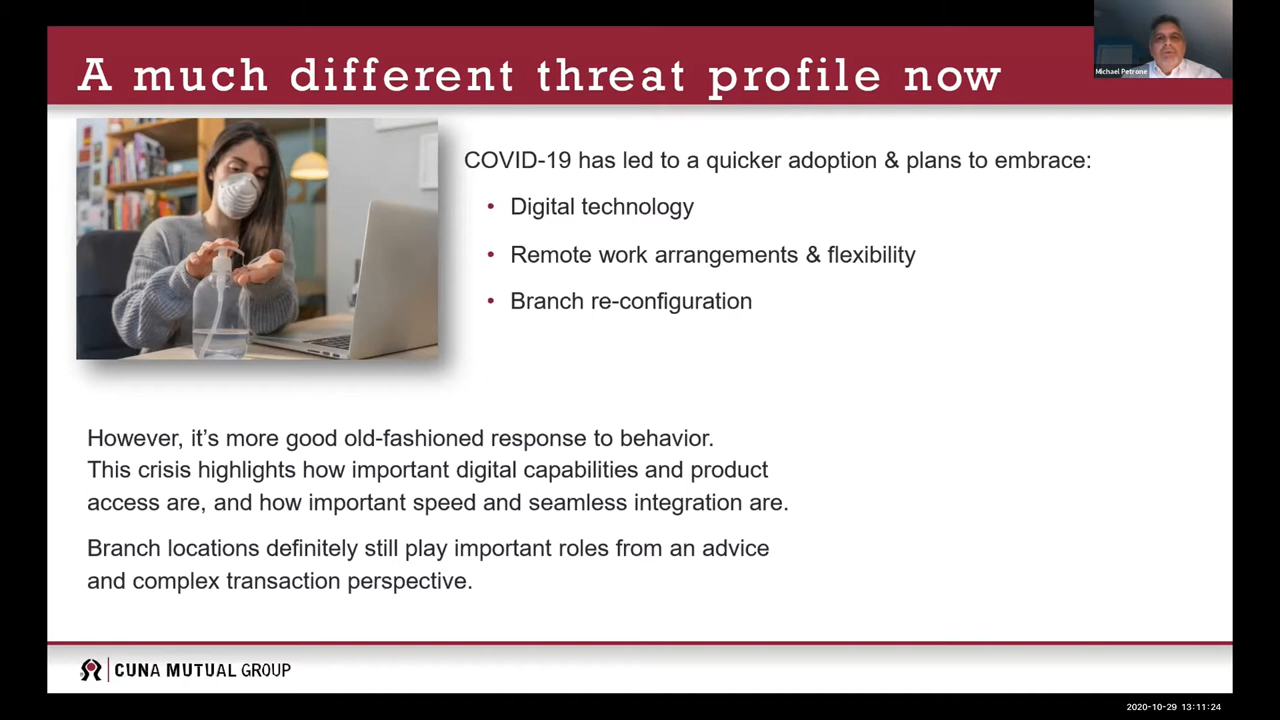 A much different threat profile now
Michael Petrone
COVID-19 has led to a quicker adoption & plans to embrace:
• Digital technology
• Remote work arrangements & flexibility
• Branch re-configuration
However, it’s more good old-fashioned response to behavior.
This crisis highlights how important digital capabilities and product
access are, and how important speed and seamless integration are.
Branch locations definitely still play important roles from an advice
and complex transaction perspective.
CUNA MUTUAL GROUP
2020-10-29 13:11:24